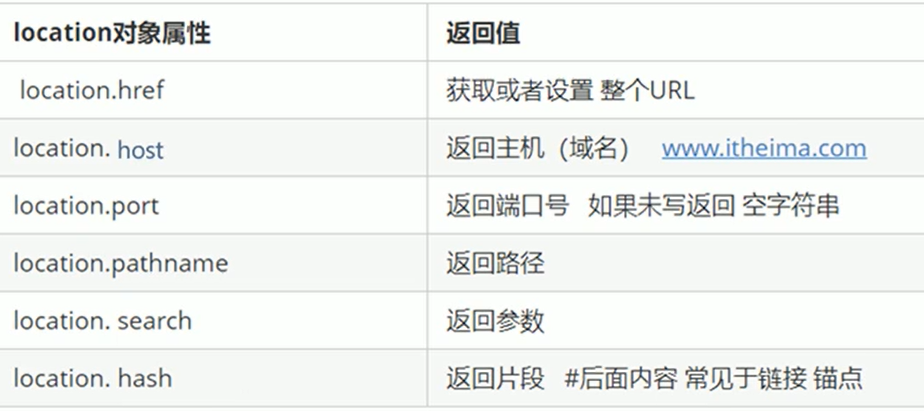 location对象属性 返回值
location.href 获取或者设置 整个URL
location. host 返回主机（域名） www.itheima.com
location.port 返回端口号 如果未写返回 空字符串
location.pathname 返回路径
location. search 返回参数
location. hash 返回片段 #后面内容 常见于链接 锚点